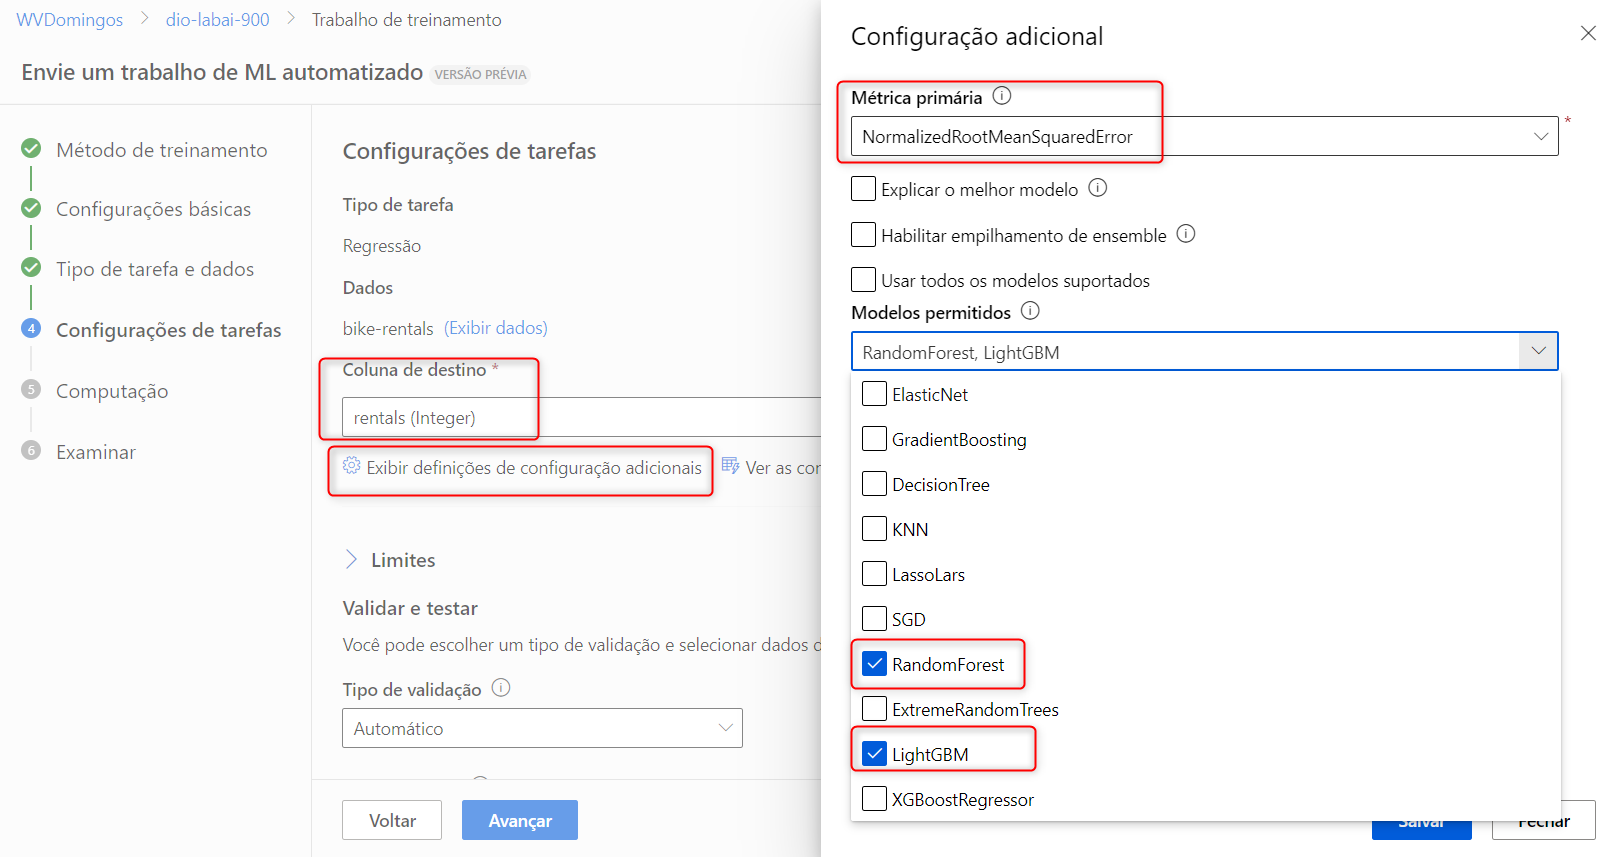 WVDomingos > dio-labai-900 > Trabalho de treinamento
Envie um trabalho de ML automatizado VERSÃO PRÉVIA
Método de treinamento
Configurações básicas
Tipo de tarefa e dados
4 Configurações de tarefas
5 Computação
6 Examinar
Configurações de tarefas
Tipo de tarefa
Regressão
Dados
bike-rentals (Exibir dados)
Coluna de destino *
rentals (Integer)
Exibir definições de configuração adicionais Ver as cor
Limites
Validar e testar
Você pode escolher um tipo de validação e selecionar dados d
Tipo de validação
Automático
Voltar Avançar
Configuração adicional
Métrica primária
NormalizedRootMeanSquaredError *
Explicar o melhor modelo
Habilitar empilhamento de ensemble
Usar todos os modelos suportados
Modelos permitidos
RandomForest, LightGBM
ElasticNet
GradientBoosting
DecisionTree
KNN
LassoLars
SGD
RandomForest
ExtremeRandomTrees
LightGBM
XGBoostRegressor
Salvar Fechar